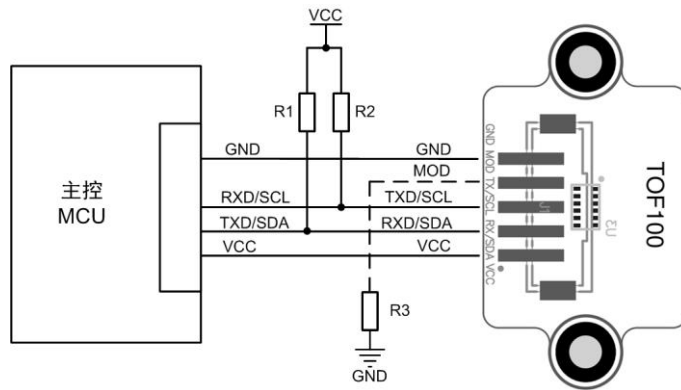 VCC
R1
R2
主控
MCU
GND
GND
MOD
RXD/SCL
TXD/SCL
TXD/SDA
RXD/SDA
VCC
VCC
R3
GND
GND MOD TX/SCL RX/SDA VCC
TOF100